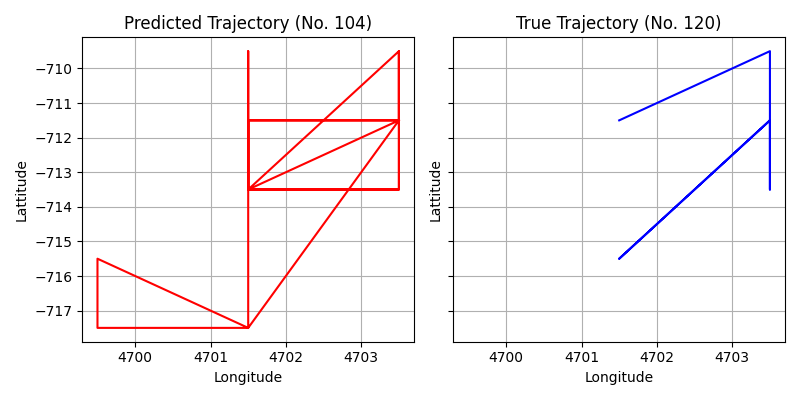 Predicted Trajectory (No. 104)
True Trajectory (No. 120)
−710
−711
−712
−713
−714
−715
−716
−717
Lattitude
Lattitude
4700 4701 4702 4703
4700 4701 4702 4703
Longitude
Longitude